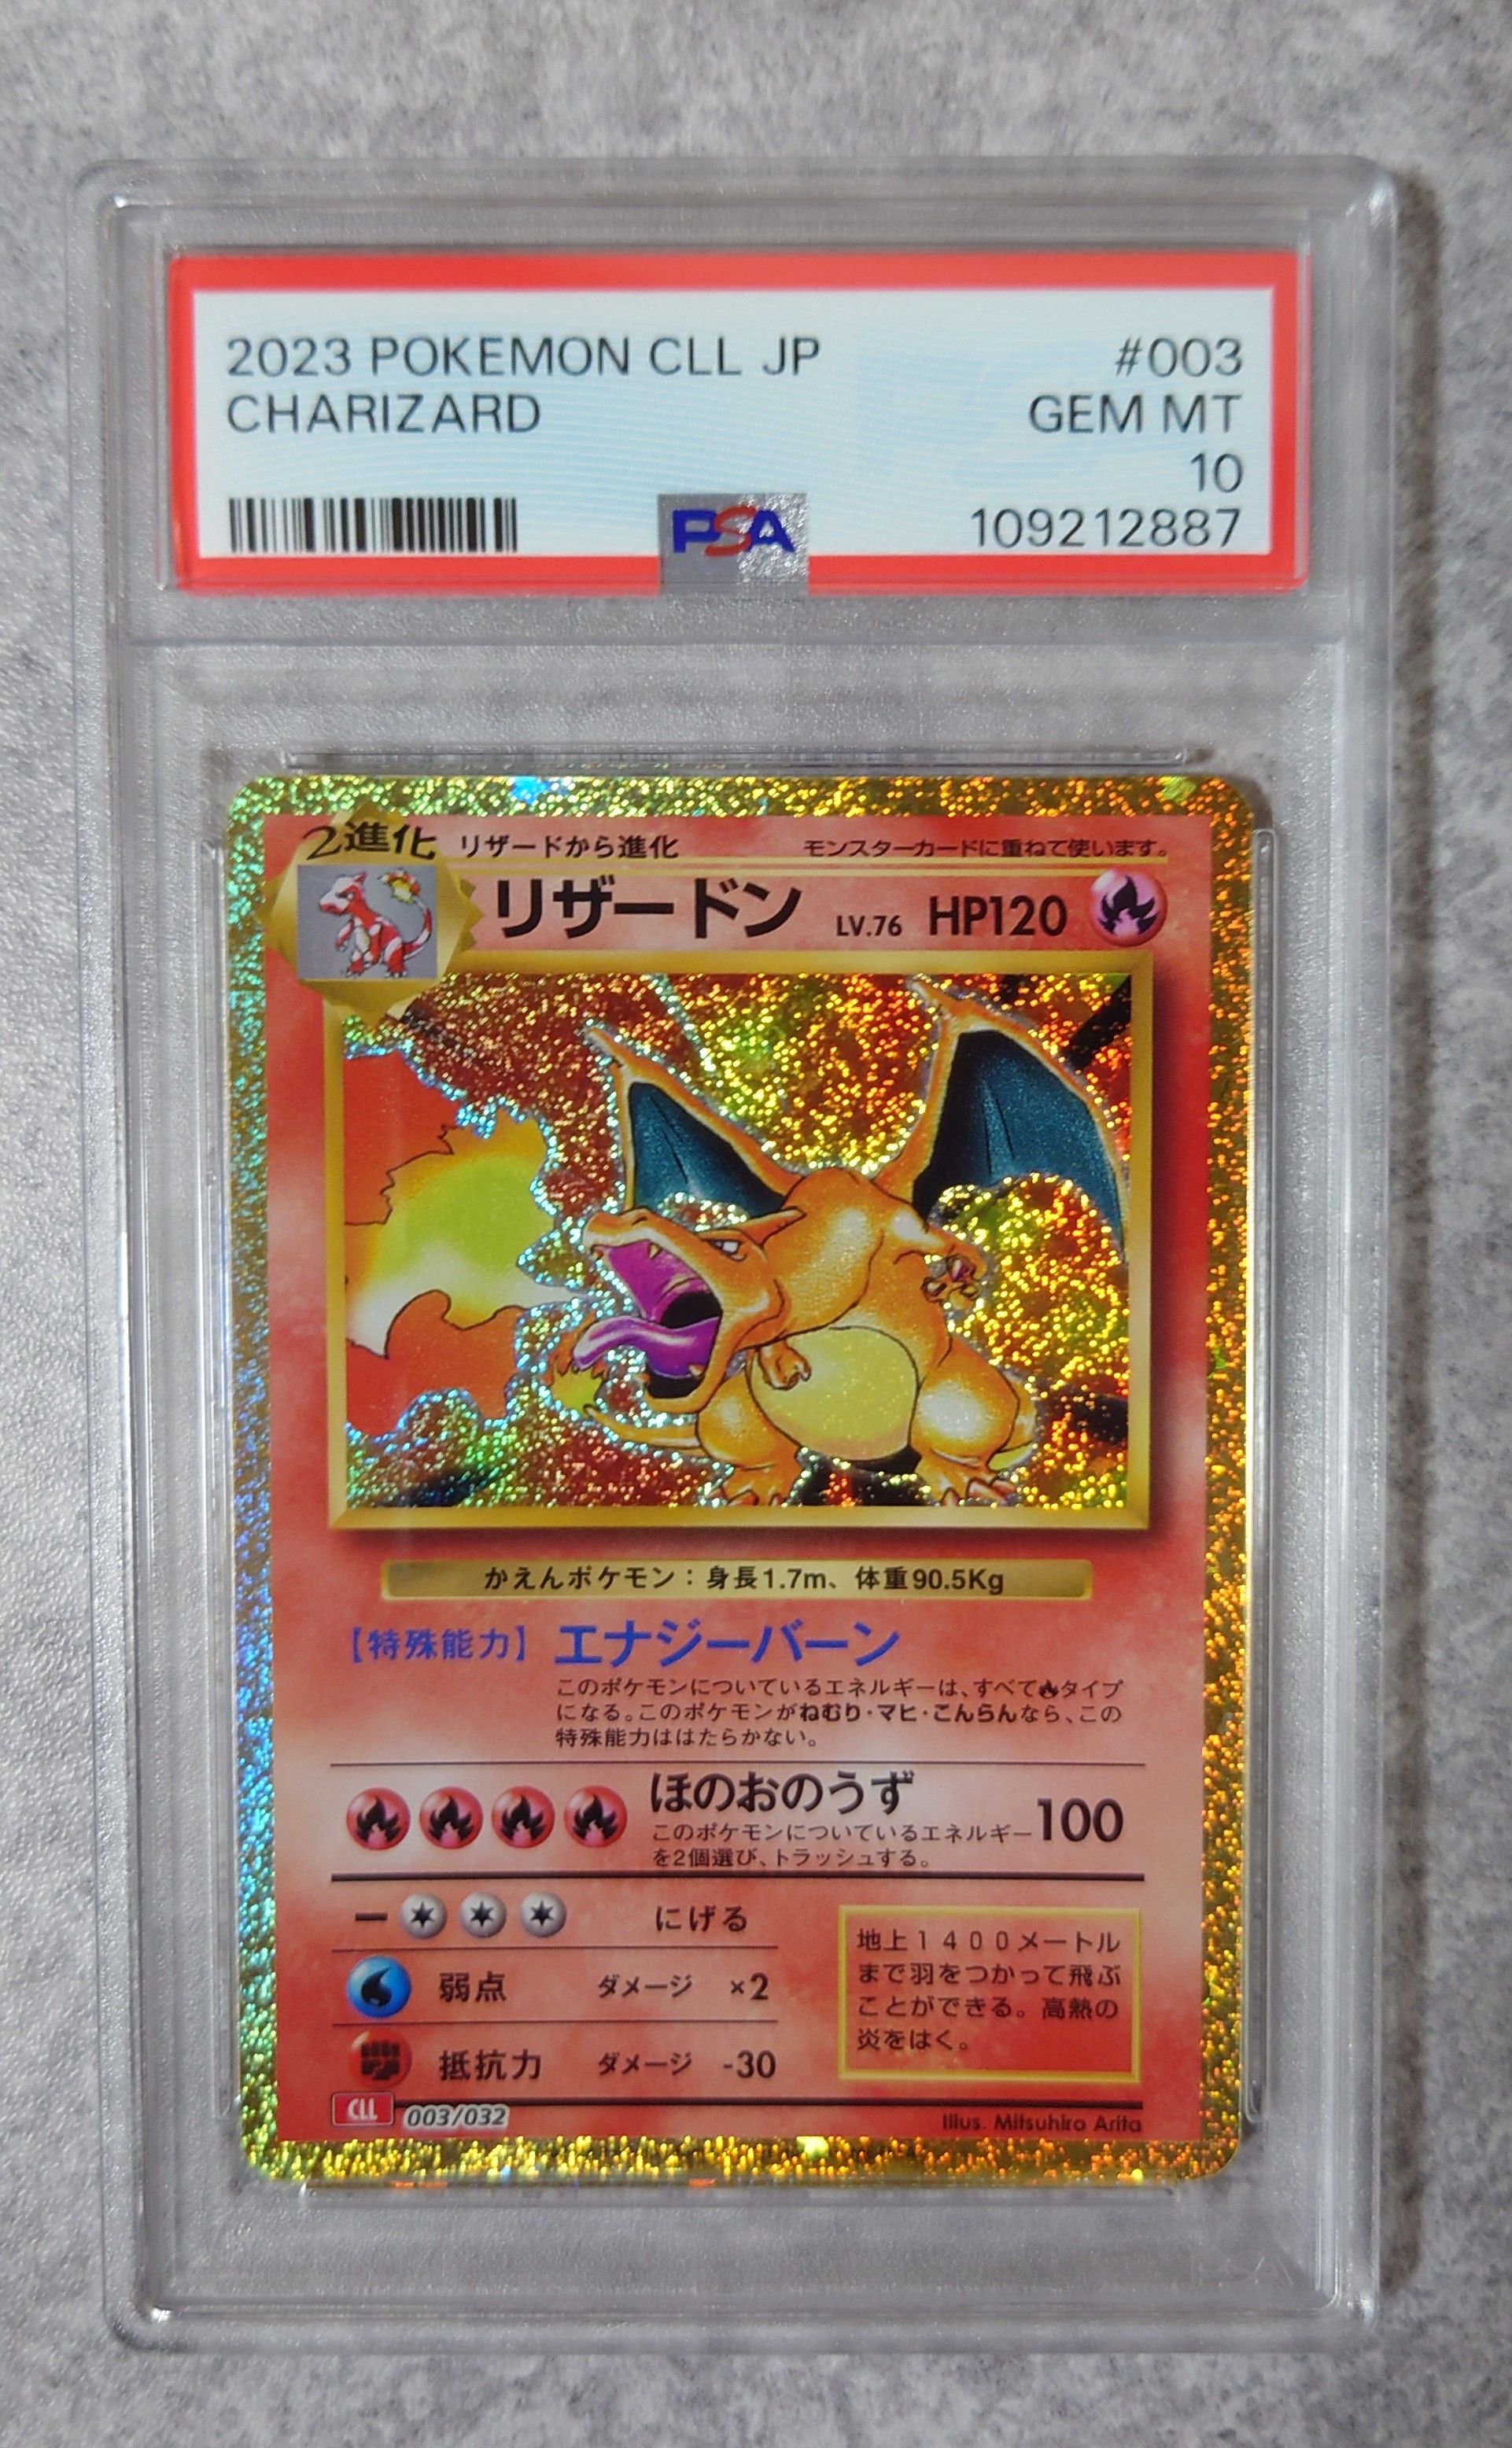 2023 POKEMON CLL JP
#003
CHARIZARD
GEM MT
10
PSA
109212887
2進化 リザードから進化 モンスターカードに重ねて使います。
リザードン LV.76 HP120
かえんポケモン：身長1.7m、体重90.5Kg
【特殊能力】 エナジーバーン
このポケモンについているエネルギーは、すべてタイプ
になる。このポケモンがねむり・マヒ・こんらんなら、この
特殊能力ははたらかない。
ほのおのうず 100
このポケモンについているエネルギー
を2個選び、トラッシュする。
ー にげる
弱点 ダメージ ×2
抵抗力 ダメージ -30
地上1400メートル
まで羽をつかって飛ぶ
ことができる。高熱の
炎をはく。
CLL 003/032
Illus. Mitsuhiro Arita
PSA